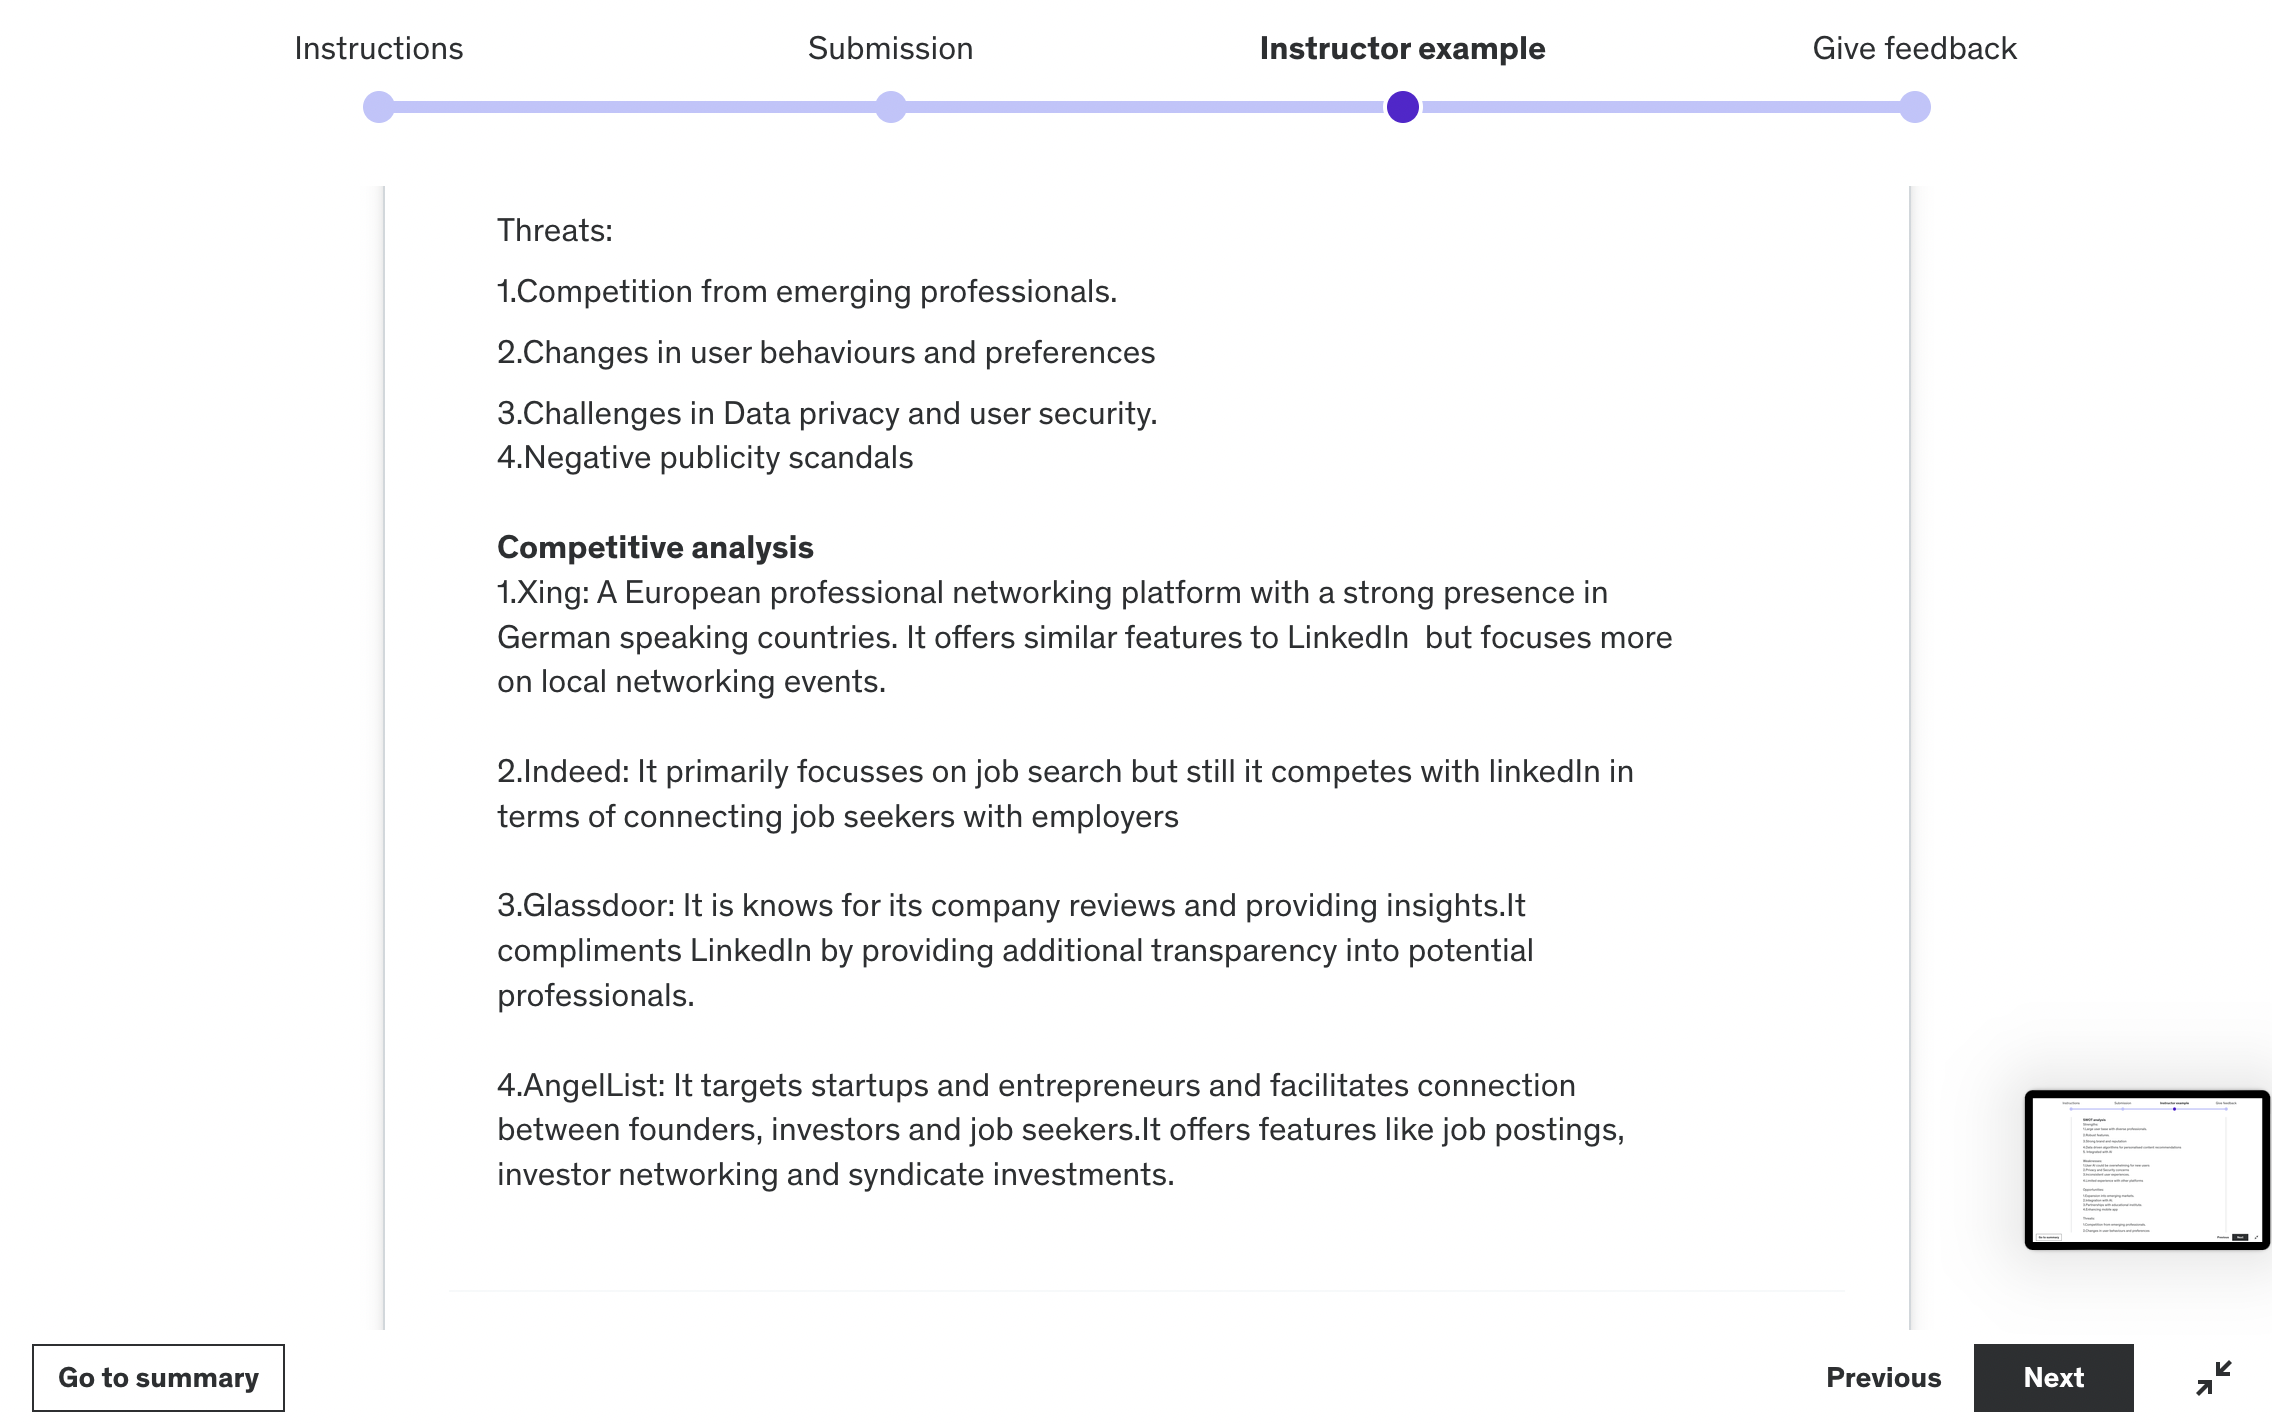 Instructions
Submission
Instructor example
Give feedback
Threats:
1.Competition from emerging professionals.
2.Changes in user behaviours and preferences
3.Challenges in Data privacy and user security.
4.Negative publicity scandals
Competitive analysis
1.Xing: A European professional networking platform with a strong presence in
German speaking countries. It offers similar features to LinkedIn  but focuses more
on local networking events.
2.Indeed: It primarily focusses on job search but still it competes with linkedIn in
terms of connecting job seekers with employers
3.Glassdoor: It is knows for its company reviews and providing insights.It
compliments LinkedIn by providing additional transparency into potential
professionals.
4.AngelList: It targets startups and entrepreneurs and facilitates connection
between founders, investors and job seekers.It offers features like job postings,
investor networking and syndicate investments.
Go to summary
Previous
Next